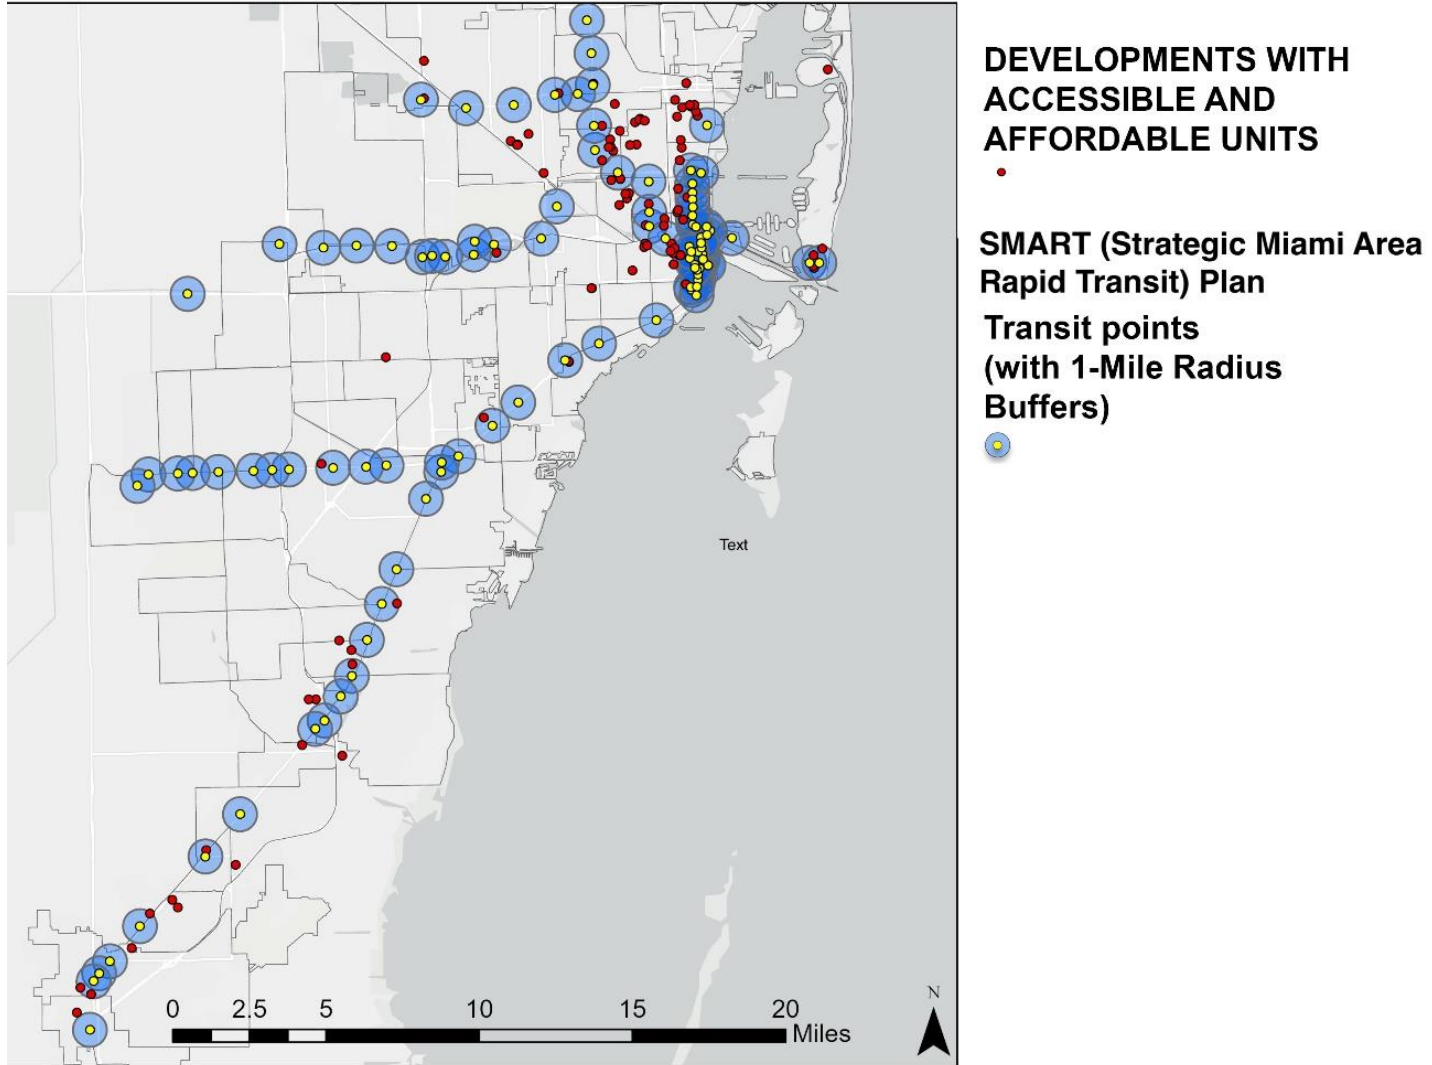 DEVELOPMENTS WITH
ACCESSIBLE AND
AFFORDABLE UNITS
SMART (Strategic Miami Area
Rapid Transit) Plan
Transit points
(with 1-Mile Radius
Buffers)
Text
0 2.5 5 10 15 20
Miles
N